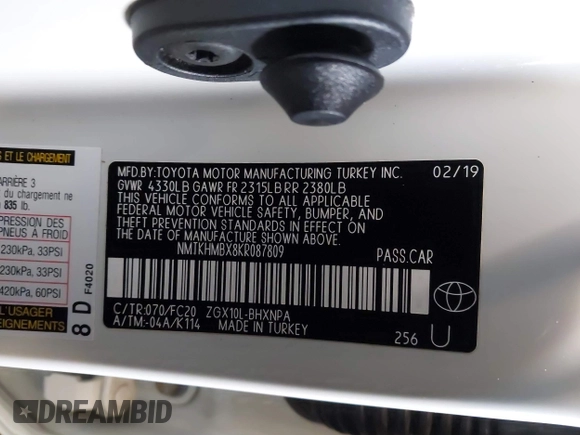 S ET LE CHARGEMENT
ARRIÈRE 3
du chargement ne
835 lb.
PRESSION DES
PNEUS À FROID
230kPa, 33PSI
230kPa, 33PSI
420kPa, 60PSI
L'USAGER
ENSEIGNEMENTS
8 D F4020
MFD.BY:TOYOTA MOTOR MANUFACTURING TURKEY INC. 02/19
GVWR 4330LB GAWR FR 2315LB RR 2380LB
THIS VEHICLE CONFORMS TO ALL APPLICABLE
FEDERAL MOTOR VEHICLE SAFETY, BUMPER, AND
THEFT PREVENTION STANDARDS IN EFFECT ON
THE DATE OF MANUFACTURE SHOWN ABOVE.
NMTKHMBX8KR087809 PASS.CAR
C/TR:070/FC20 ZGX10L-BHXNPA
A/TM:-04A/K114 MADE IN TURKEY
256 U
DREAMBID